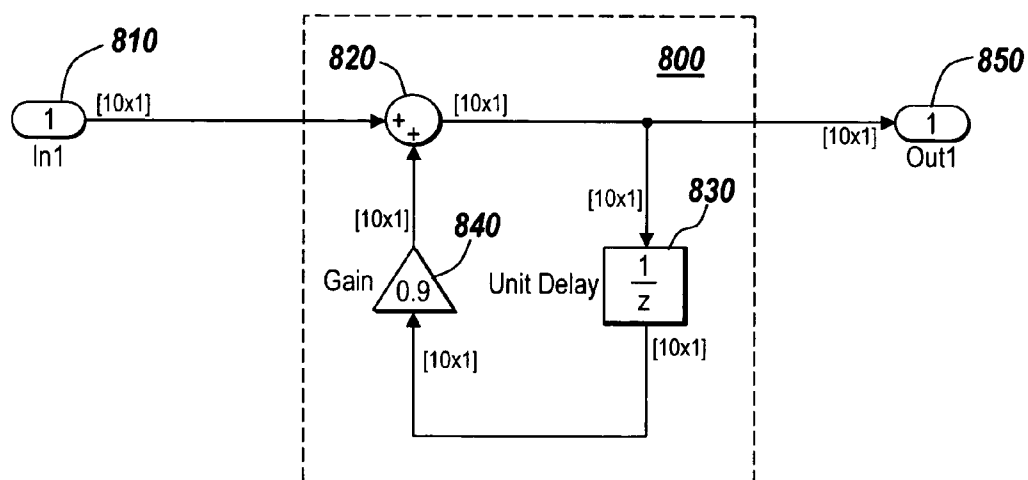 810
820
800
850
[10x1]
[10x1]
1
+
+
1
In1
[10x1]
Out1
[10x1]
[10x1]
830
840
Gain
0.9
Unit Delay
1
z
[10x1]
[10x1]